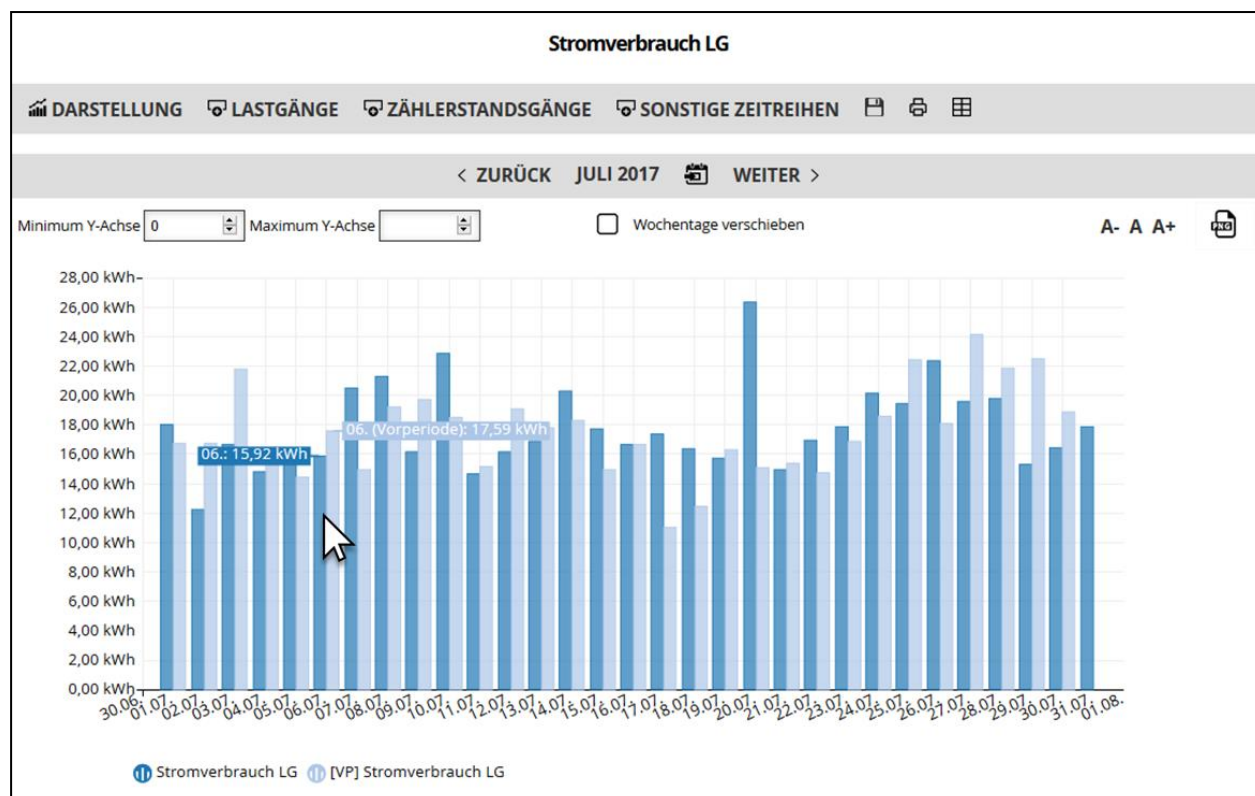 Stromverbrauch LG
DARSTELLUNG LASTGÄNGE ZÄHLERSTANDSGÄNGE SONSTIGE ZEITREIHEN
< ZURÜCK JULI 2017 WEITER >
Minimum Y-Achse 0 Maximum Y-Achse Wochentage verschieben A- A A+ PNG
28,00 kWh
26,00 kWh
24,00 kWh
22,00 kWh
20,00 kWh
18,00 kWh
06. (Vorperiode): 17,59 kWh
16,00 kWh
06.: 15,92 kWh
14,00 kWh
12,00 kWh
10,00 kWh
8,00 kWh
6,00 kWh
4,00 kWh
2,00 kWh
0,00 kWh
30.06. 01.07. 02.07. 03.07. 04.07. 05.07. 06.07. 07.07. 08.07. 09.07. 10.07. 11.07. 12.07. 13.07. 14.07. 15.07. 16.07. 17.07. 18.07. 19.07. 20.07. 21.07. 22.07. 23.07. 24.07. 25.07. 26.07. 27.07. 28.07. 29.07. 30.07. 31.07. 01.08.
Stromverbrauch LG [VP] Stromverbrauch LG